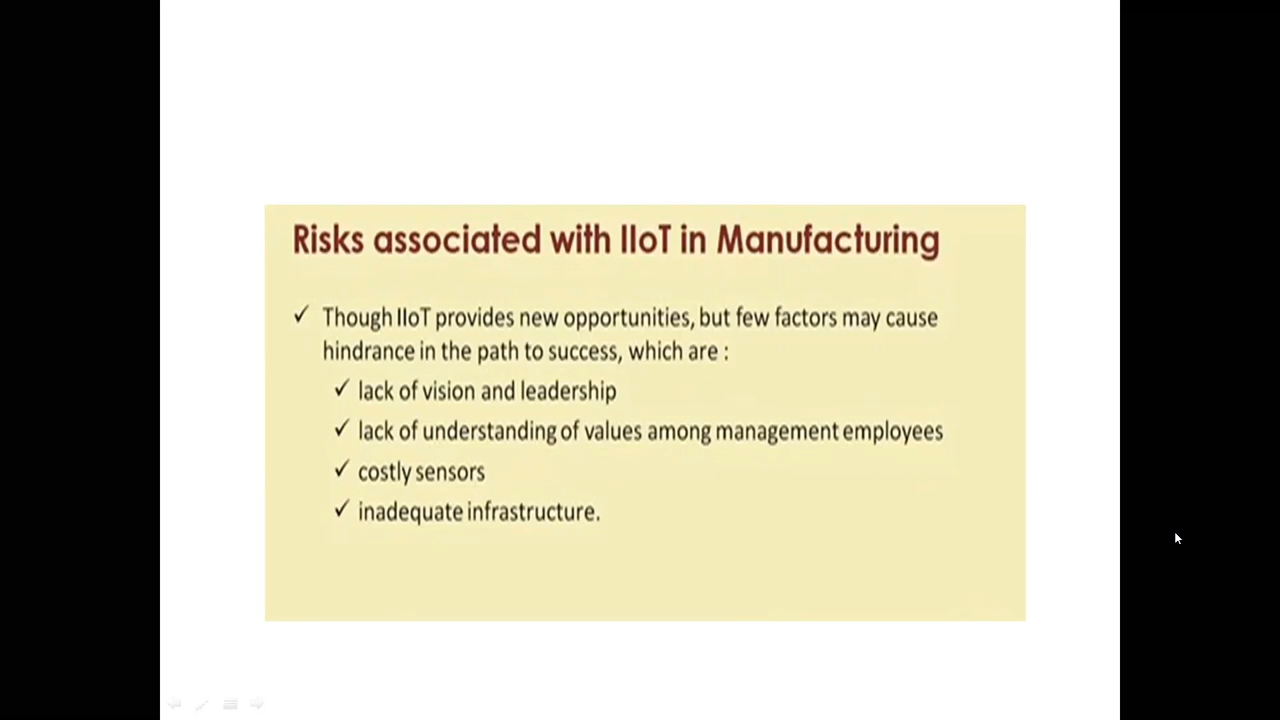 Risks associated with IIoT in Manufacturing
✓ Though IIoT provides new opportunities, but few factors may cause
hindrance in the path to success, which are :
✓ lack of vision and leadership
✓ lack of understanding of values among management employees
✓ costly sensors
✓ inadequate infrastructure.